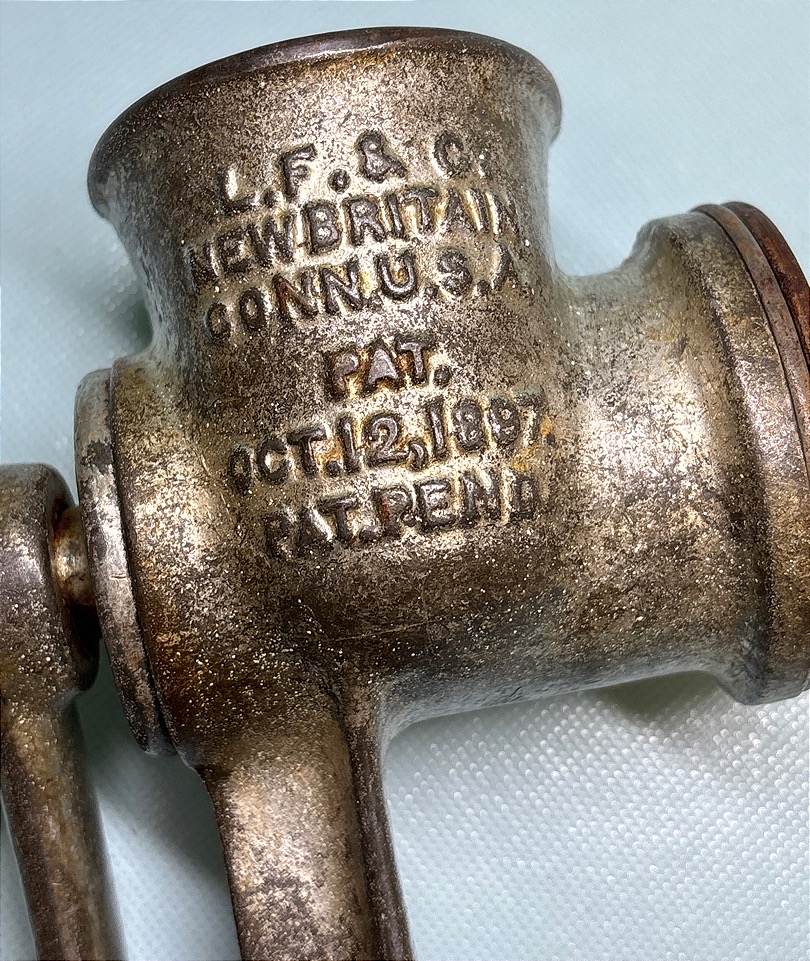 L.F.& C.
NEW BRITAIN
CONN.U.S.A.
PAT.
OCT.12,1897.
PAT.PEND.